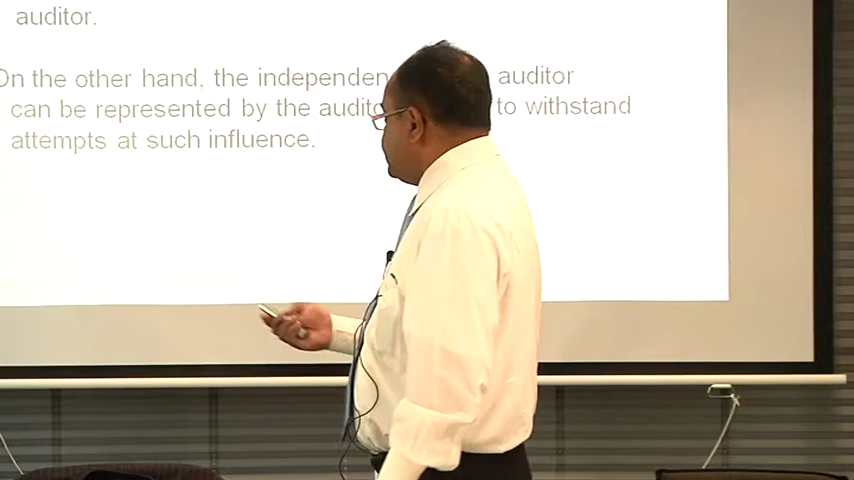 auditor.
On the other hand, the independen auditor
can be represented by the audito to withstand
attempts at such influence.